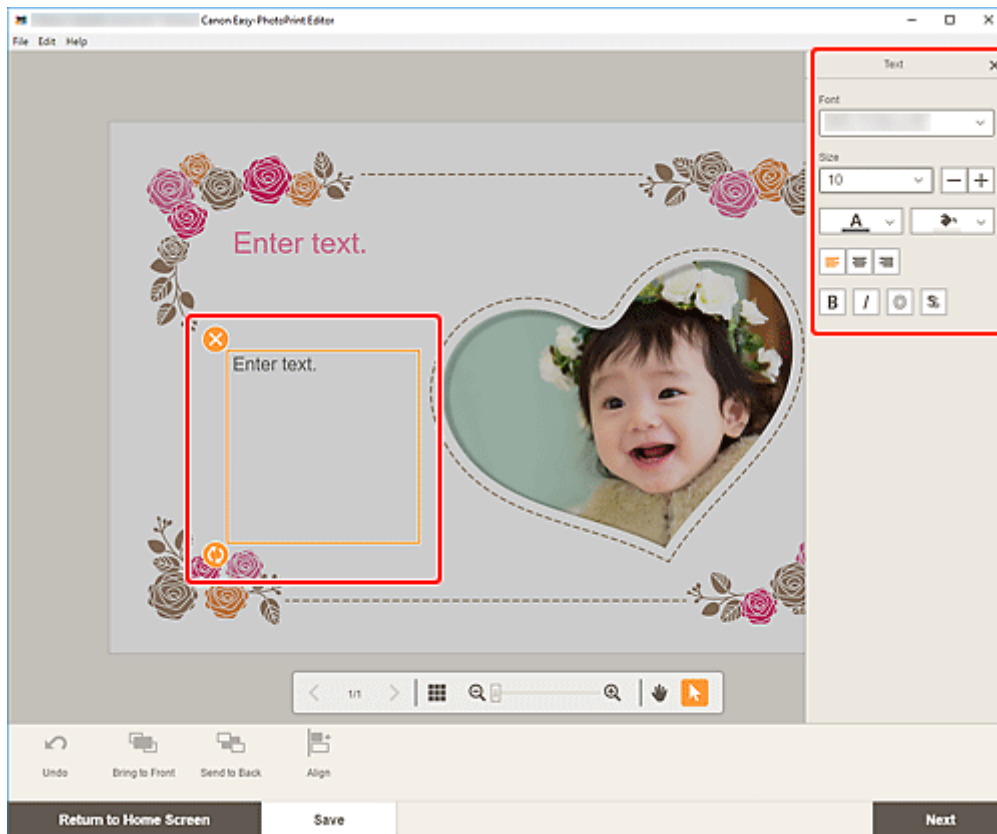 Canon Easy-PhotoPrint Editor
File Edit Help
Text
Font
Size
10
A
B I S
Enter text.
Enter text.
1/1
Undo Bring to Front Send to Back Align
Return to Home Screen Save Next